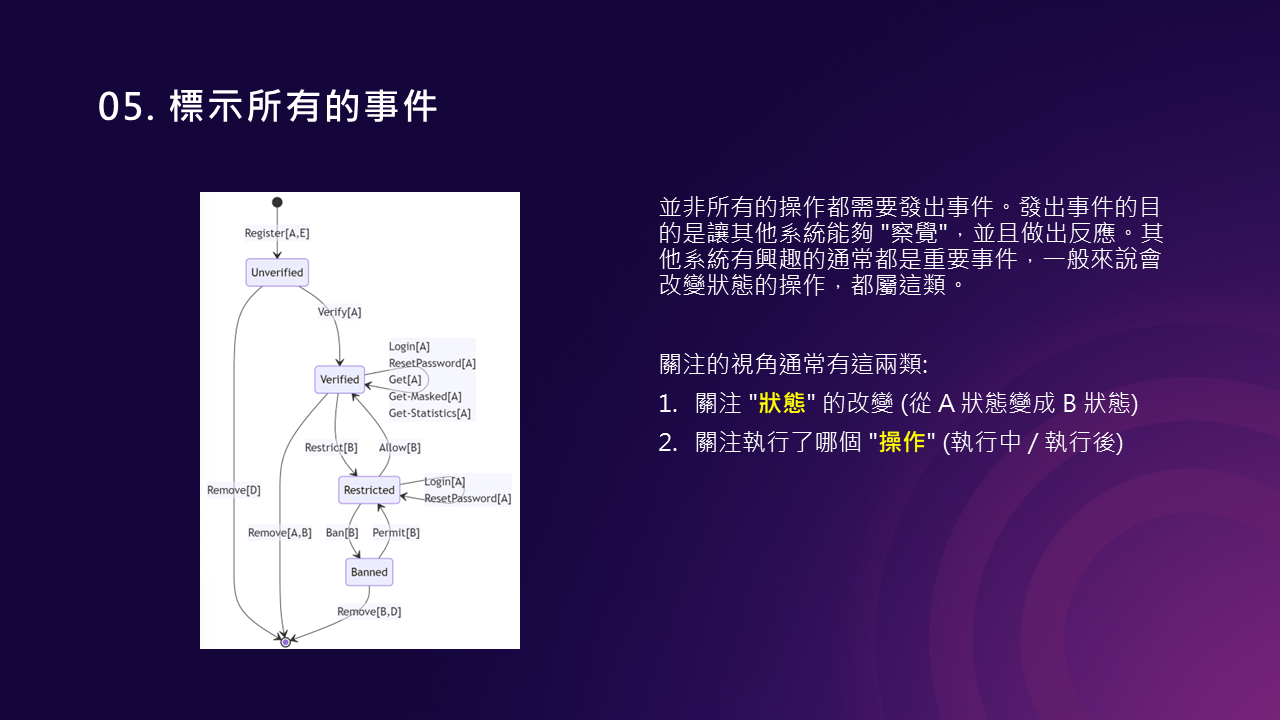 05. 標示所有的事件
Register[A,E]
Unverified
Verify[A]
Login[A]
ResetPassword[A]
Get[A]
Get-Masked[A]
Get-Statistics[A]
Verified
Restrict[B]
Allow[B]
Remove[D]
Restricted
Login[A]
ResetPassword[A]
Remove[A,B]
Ban[B]
Permit[B]
Banned
Remove[B,D]
並非所有的操作都需要發出事件。發出事件的目
的是讓其他系統能夠 "察覺"，並且做出反應。其
他系統有興趣的通常都是重要事件，一般來說會
改變狀態的操作，都屬這類。
關注的視角通常有這兩類:
1. 關注 "狀態" 的改變 (從 A 狀態變成 B 狀態)
2. 關注執行了哪個 "操作" (執行中 / 執行後)